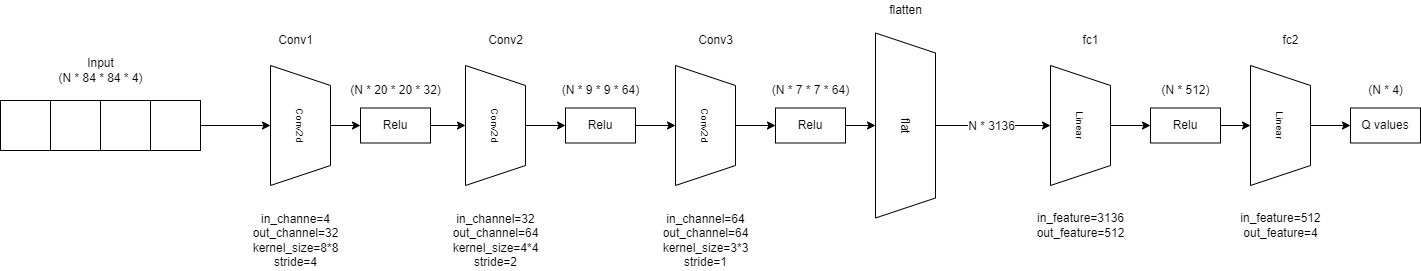 flatten
Conv1
Conv2
Conv3
fc1
fc2
Input
(N * 84 * 84 * 4)
(N * 20 * 20 * 32)
(N * 9 * 9 * 64)
(N * 7 * 7 * 64)
(N * 512)
(N * 4)
Conv2d
Relu
Conv2d
Relu
Conv2d
Relu
flat
N * 3136
Linear
Relu
Linear
Q values
in_channe=4
out_channel=32
kernel_size=8*8
stride=4
in_channel=32
out_channel=64
kernel_size=4*4
stride=2
in_channel=64
out_channel=64
kernel_size=3*3
stride=1
in_feature=3136
out_feature=512
in_feature=512
out_feature=4